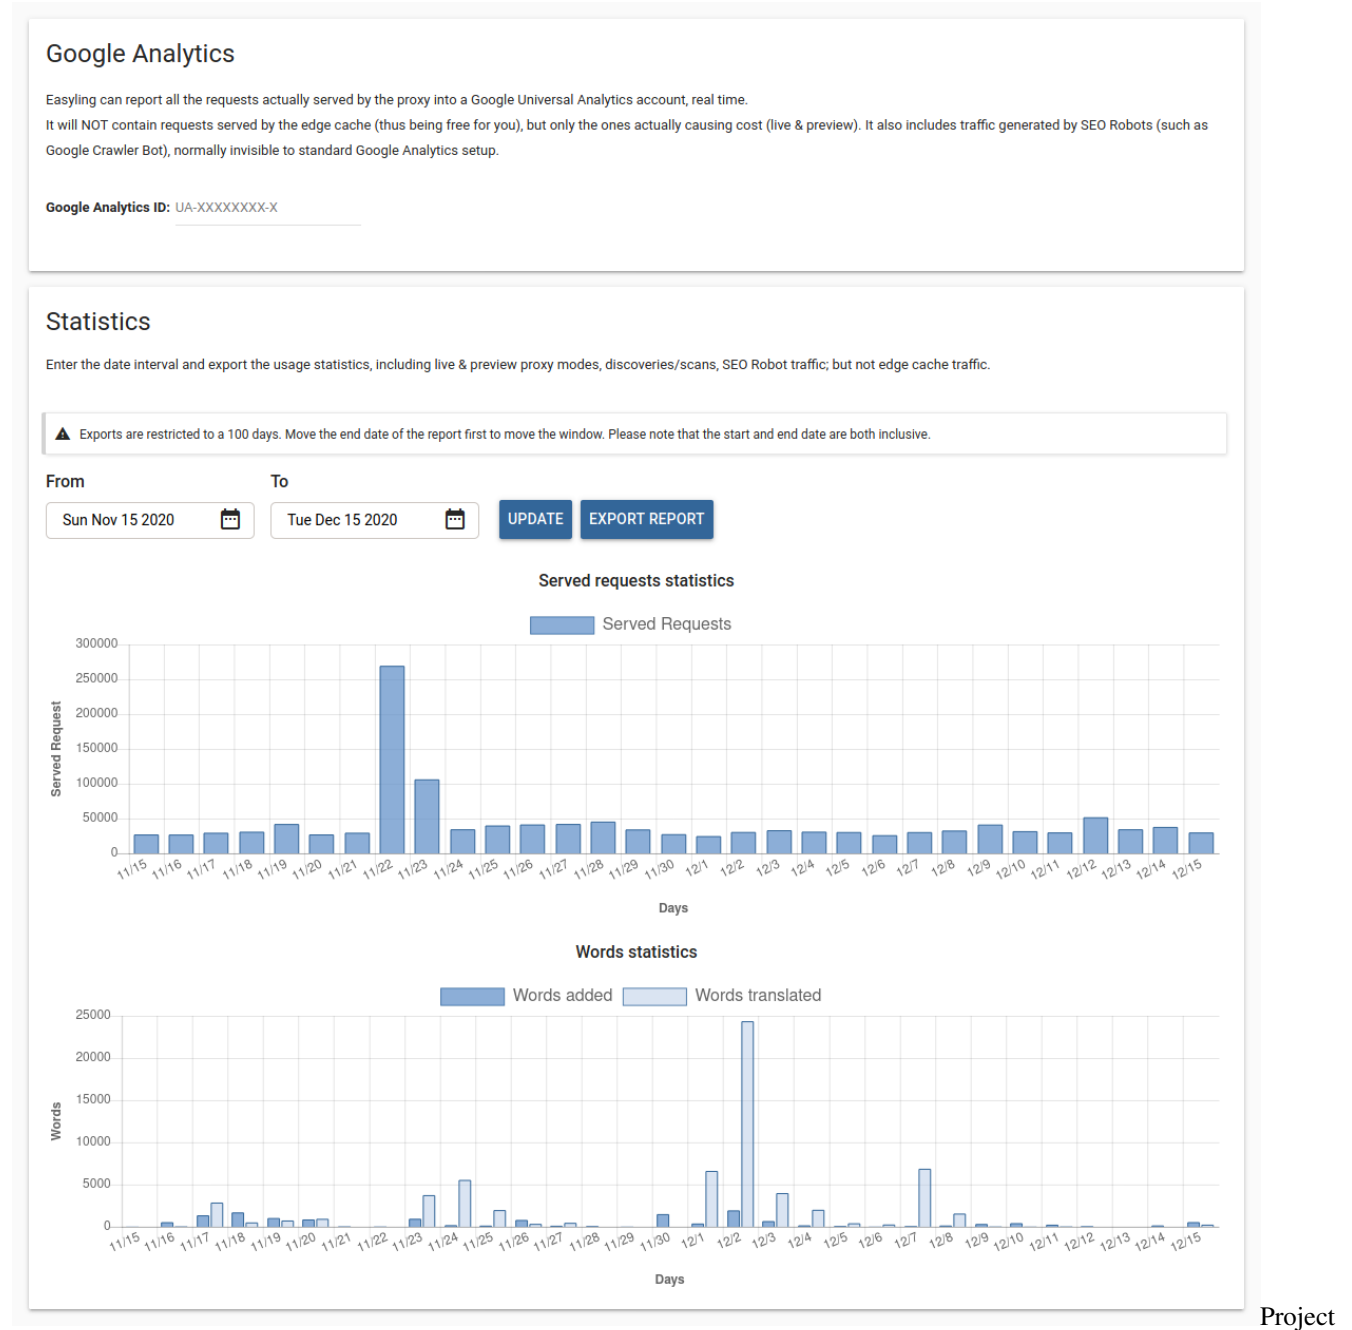 Google Analytics
Easyling can report all the requests actually served by the proxy into a Google Universal Analytics account, real time.
It will NOT contain requests served by the edge cache (thus being free for you), but only the ones actually causing cost (live & preview). It also includes traffic generated by SEO Robots (such as
Google Crawler Bot), normally invisible to standard Google Analytics setup.
Google Analytics ID: UA-XXXXXXXX-X
Statistics
Enter the date interval and export the usage statistics, including live & preview proxy modes, discoveries/scans, SEO Robot traffic; but not edge cache traffic.
Exports are restricted to a 100 days. Move the end date of the report first to move the window. Please note that the start and end date are both inclusive.
From To
Sun Nov 15 2020 Tue Dec 15 2020 UPDATE EXPORT REPORT
Served requests statistics
Served Requests
300000
250000
200000
150000
100000
50000
0
Served Request
11/15 11/16 11/17 11/18 11/19 11/20 11/21 11/22 11/23 11/24 11/25 11/26 11/27 11/28 11/29 11/30 12/1 12/2 12/3 12/4 12/5 12/6 12/7 12/8 12/9 12/10 12/11 12/12 12/13 12/14 12/15
Days
Words statistics
Words added Words translated
25000
20000
15000
10000
5000
0
Words
11/15 11/16 11/17 11/18 11/19 11/20 11/21 11/22 11/23 11/24 11/25 11/26 11/27 11/28 11/29 11/30 12/1 12/2 12/3 12/4 12/5 12/6 12/7 12/8 12/9 12/10 12/11 12/12 12/13 12/14 12/15
Days
Project